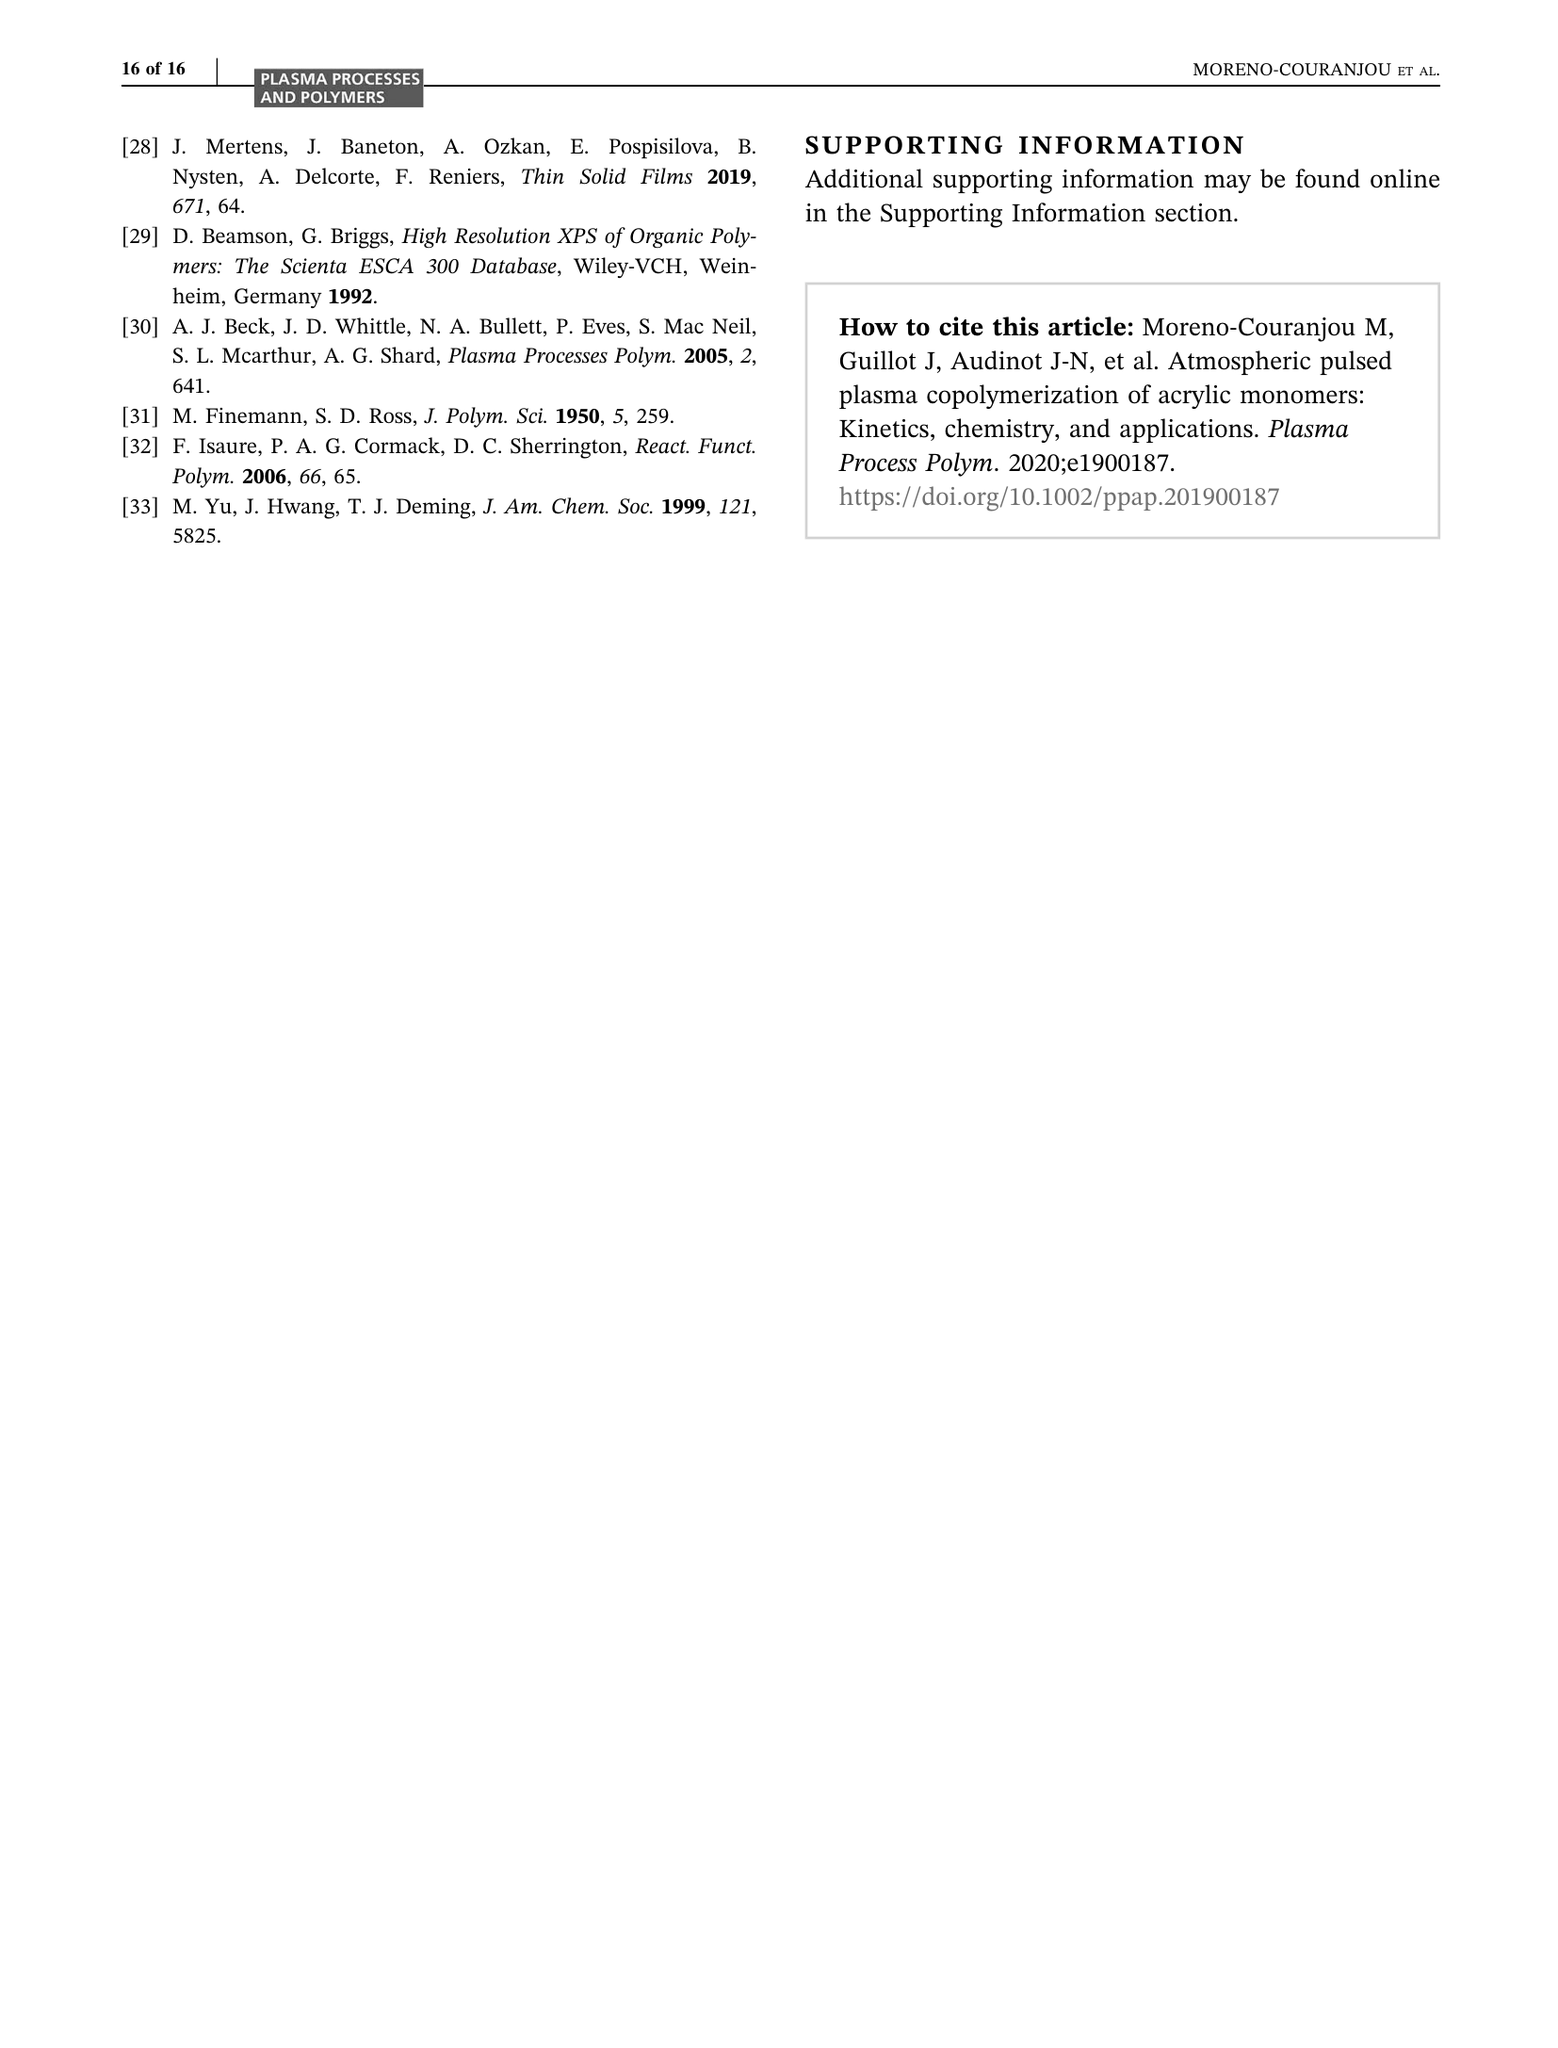 16 of 16
PLASMA PROCESSES
AND POLYMERS
MORENO-COURANJOU ET AL.
[28] J. Mertens, J. Baneton, A. Ozkan, E. Pospisilova, B.
Nysten, A. Delcorte, F. Reniers, Thin Solid Films 2019,
671, 64.
[29] D. Beamson, G. Briggs, High Resolution XPS of Organic Poly-
mers: The Scienta ESCA 300 Database, Wiley-VCH, Wein-
heim, Germany 1992.
[30] A. J. Beck, J. D. Whittle, N. A. Bullett, P. Eves, S. Mac Neil,
S. L. Mcarthur, A. G. Shard, Plasma Processes Polym. 2005, 2,
641.
[31] M. Finemann, S. D. Ross, J. Polym. Sci. 1950, 5, 259.
[32] F. Isaure, P. A. G. Cormack, D. C. Sherrington, React. Funct.
Polym. 2006, 66, 65.
[33] M. Yu, J. Hwang, T. J. Deming, J. Am. Chem. Soc. 1999, 121,
5825.
SUPPORTING INFORMATION
Additional supporting information may be found online
in the Supporting Information section.
How to cite this article: Moreno-Couranjou M,
Guillot J, Audinot J-N, et al. Atmospheric pulsed
plasma copolymerization of acrylic monomers:
Kinetics, chemistry, and applications. Plasma
Process Polym. 2020;e1900187.
https://doi.org/10.1002/ppap.201900187